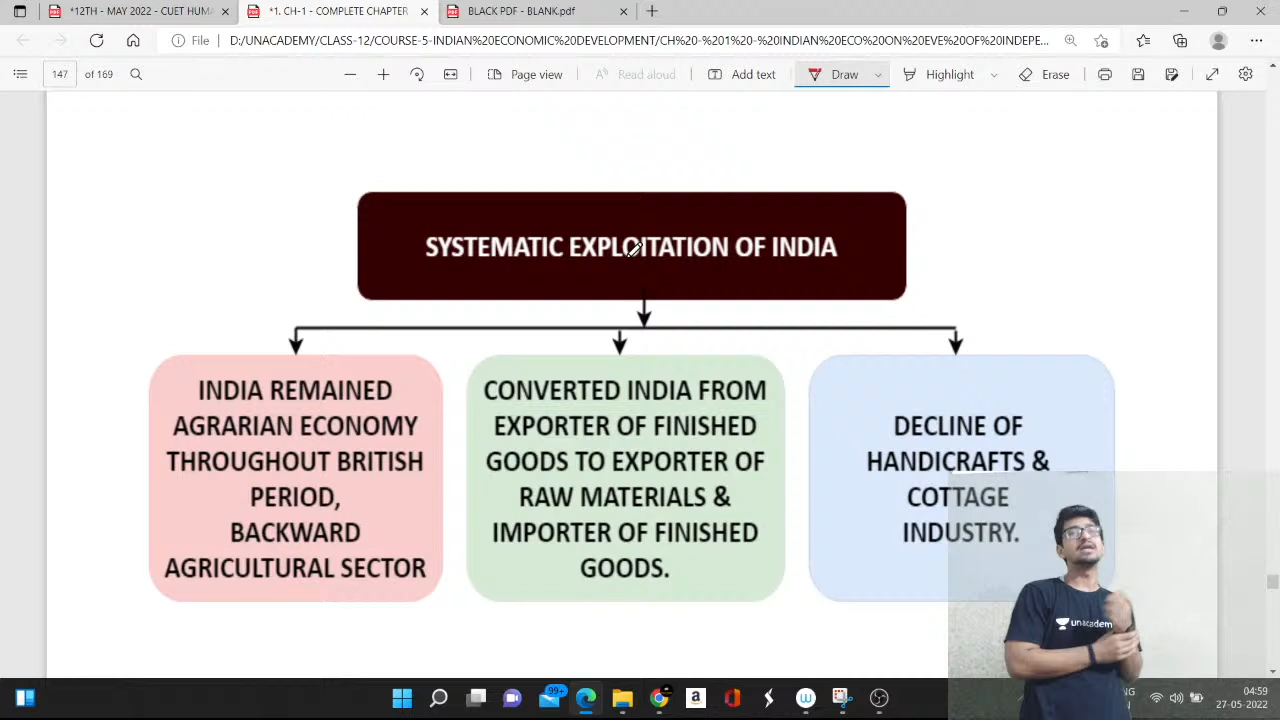 *12TH - MAY 2022 - CUET HUMA
*1. CH-1 - COMPLETE CHAPTER
BLACK PDF - BLANK.pdf
File
D:/UNACADEMY/CLASS-12/COURSE-5-INDIAN%20ECONOMIC%20DEVELOPMENT/CH%20-%201%20-%20INDIAN%20ECO%20ON%20EVE%20OF%20INDEPE...
147 of 169
Page view
Read aloud
Add text
Draw
Highlight
Erase
SYSTEMATIC EXPLOITATION OF INDIA
INDIA REMAINED
AGRARIAN ECONOMY
THROUGHOUT BRITISH
PERIOD,
BACKWARD
AGRICULTURAL SECTOR
CONVERTED INDIA FROM
EXPORTER OF FINISHED
GOODS TO EXPORTER OF
RAW MATERIALS &
IMPORTER OF FINISHED
GOODS.
DECLINE OF
HANDICRAFTS &
COTTAGE
INDUSTRY.
unacadem
99+
04:59
27-05-2022